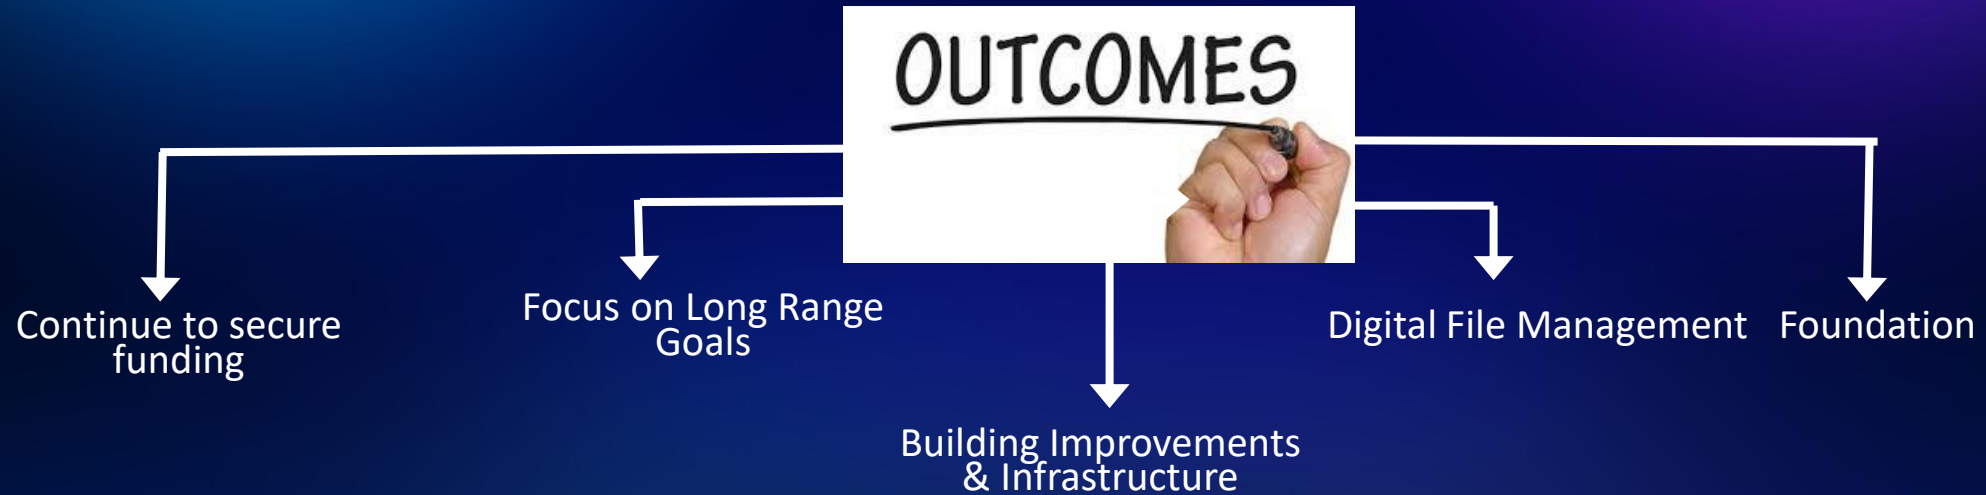 OUTCOMES
Continue to secure
funding
Focus on Long Range
Goals
Building Improvements
& Infrastructure
Digital File Management
Foundation